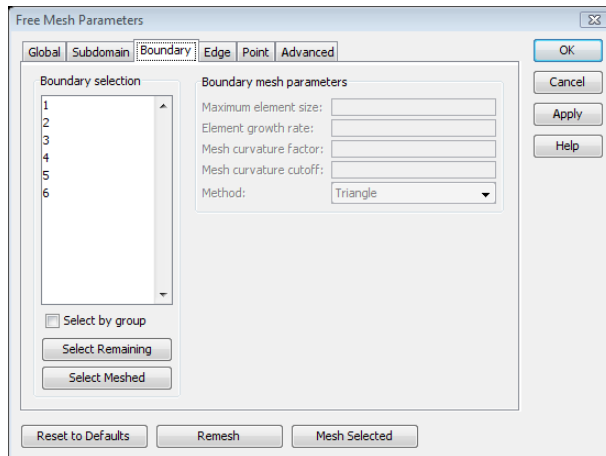 Free Mesh Parameters
Global Subdomain Boundary Edge Point Advanced
Boundary selection
1
2
3
4
5
6
Select by group
Select Remaining
Select Meshed
Boundary mesh parameters
Maximum element size:
Element growth rate:
Mesh curvature factor:
Mesh curvature cutoff:
Method: Triangle
OK
Cancel
Apply
Help
Reset to Defaults Remesh Mesh Selected